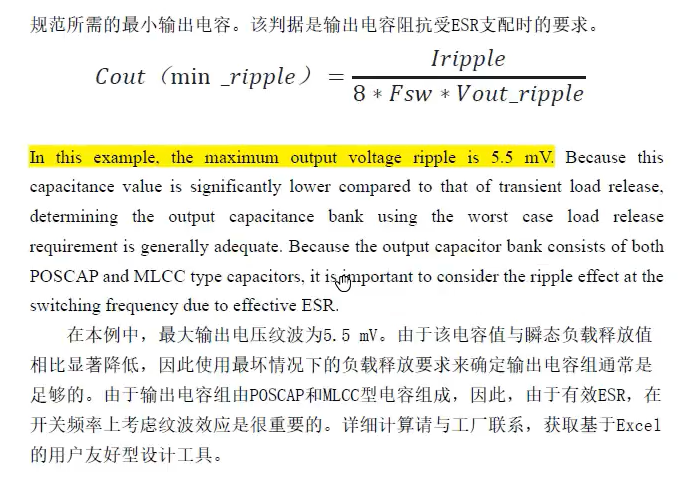 规范所需的最小输出电容。该判据是输出电容阻抗受ESR支配时的要求。
Cout（min _ripple）= Iripple / 8 * Fsw * Vout_ripple
In this example, the maximum output voltage ripple is 5.5 mV. Because this
capacitance value is significantly lower compared to that of transient load release,
determining the output capacitance bank using the worst case load release
requirement is generally adequate. Because the output capacitor bank consists of both
POSCAP and MLCC type capacitors, it is important to consider the ripple effect at the
switching frequency due to effective ESR.
在本例中，最大输出电压纹波为5.5 mV。由于该电容值与瞬态负载释放值
相比显著降低，因此使用最坏情况下的负载释放要求来确定输出电容组通常是
足够的。由于输出电容组由POSCAP和MLCC型电容组成，因此，由于有效ESR，在
开关频率上考虑纹波效应是很重要的。详细计算请与工厂联系，获取基于Excel
的用户友好型设计工具。